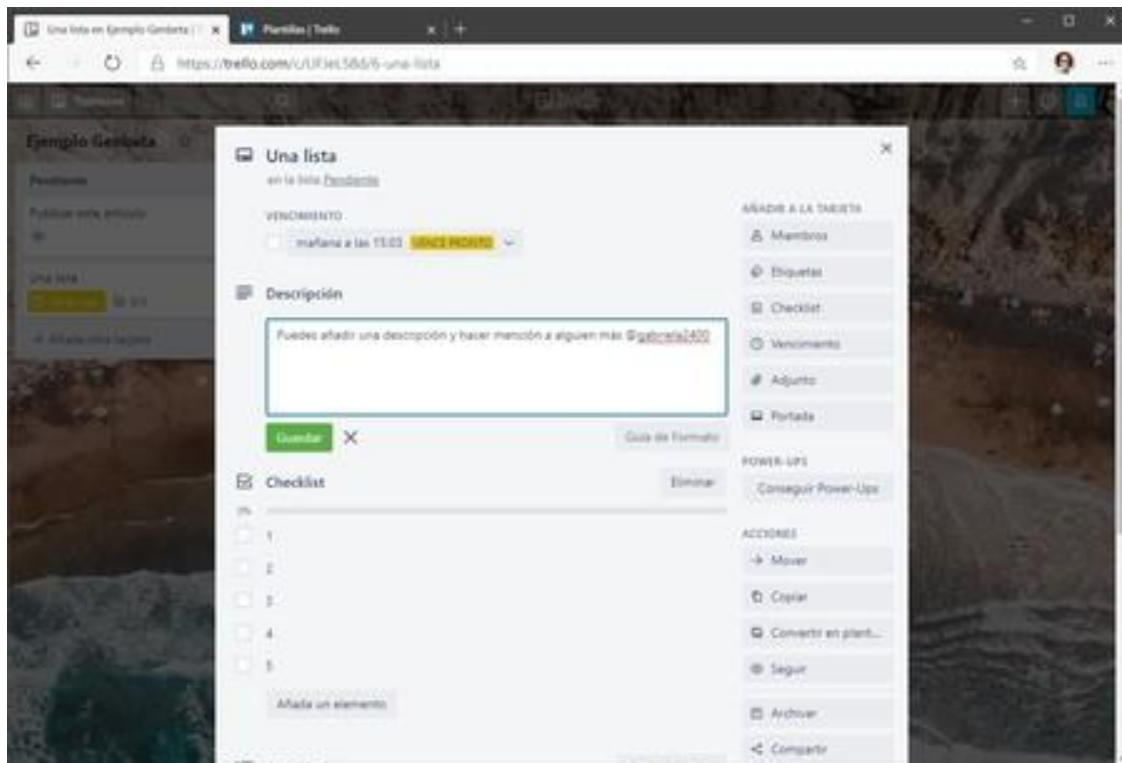 Una lista en Ejemplo Genbeta |
Plantillas | Trello
https://trello.com/c/
Ejemplo Genbeta
Pendiente
Publicar este artículo
Una lista
Una lista
en la lista Pendiente
VENCIMIENTO
mañana a las 15:03 VENCE PRONTO
Descripción
Puedes añadir una descripción y hacer mención a alguien más @gabriela2400
Guardar
Guía de Formato
Checklist
Eliminar
0%
1
2
3
4
5
Añada un elemento
AÑADIR A LA TARJETA
Miembros
Etiquetas
Checklist
Vencimiento
Adjunto
Portada
POWER-UPS
Conseguir Power-Ups
ACCIONES
Mover
Copiar
Convertir en plant...
Seguir
Archivar
Compartir